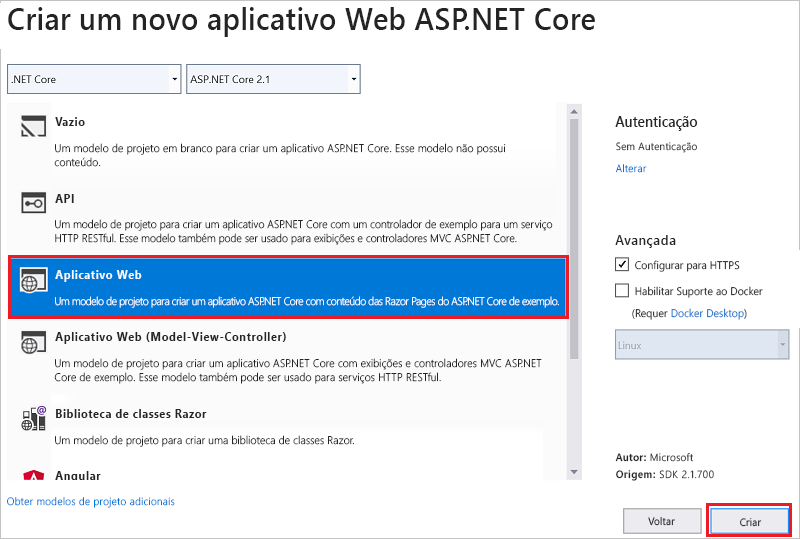 Criar um novo aplicativo Web ASP.NET Core
.NET Core
ASP.NET Core 2.1
Vazio
Um modelo de projeto em branco para criar um aplicativo ASP.NET Core. Esse modelo não possui
conteúdo.
API
Um modelo de projeto para criar um aplicativo ASP.NET Core com um controlador de exemplo para um serviço
HTTP RESTful. Esse modelo também pode ser usado para exibições e controladores MVC ASP.NET Core.
Aplicativo Web
Um modelo de projeto para criar um aplicativo ASP.NET Core com conteúdo das Razor Pages do ASP.NET Core de exemplo.
Aplicativo Web (Model-View-Controller)
Um modelo de projeto para criar um aplicativo ASP.NET Core com exibições e controladores MVC ASP.NET
Core de exemplo. Esse modelo também pode ser usado para serviços HTTP RESTful.
Biblioteca de classes Razor
Um modelo de projeto para criar uma biblioteca de classes Razor.
Angular
Obter modelos de projeto adicionais
Autenticação
Sem Autenticação
Alterar
Avançada
Configurar para HTTPS
Habilitar Suporte ao Docker
(Requer Docker Desktop)
Linux
Autor: Microsoft
Origem: SDK 2.1.700
Voltar
Criar